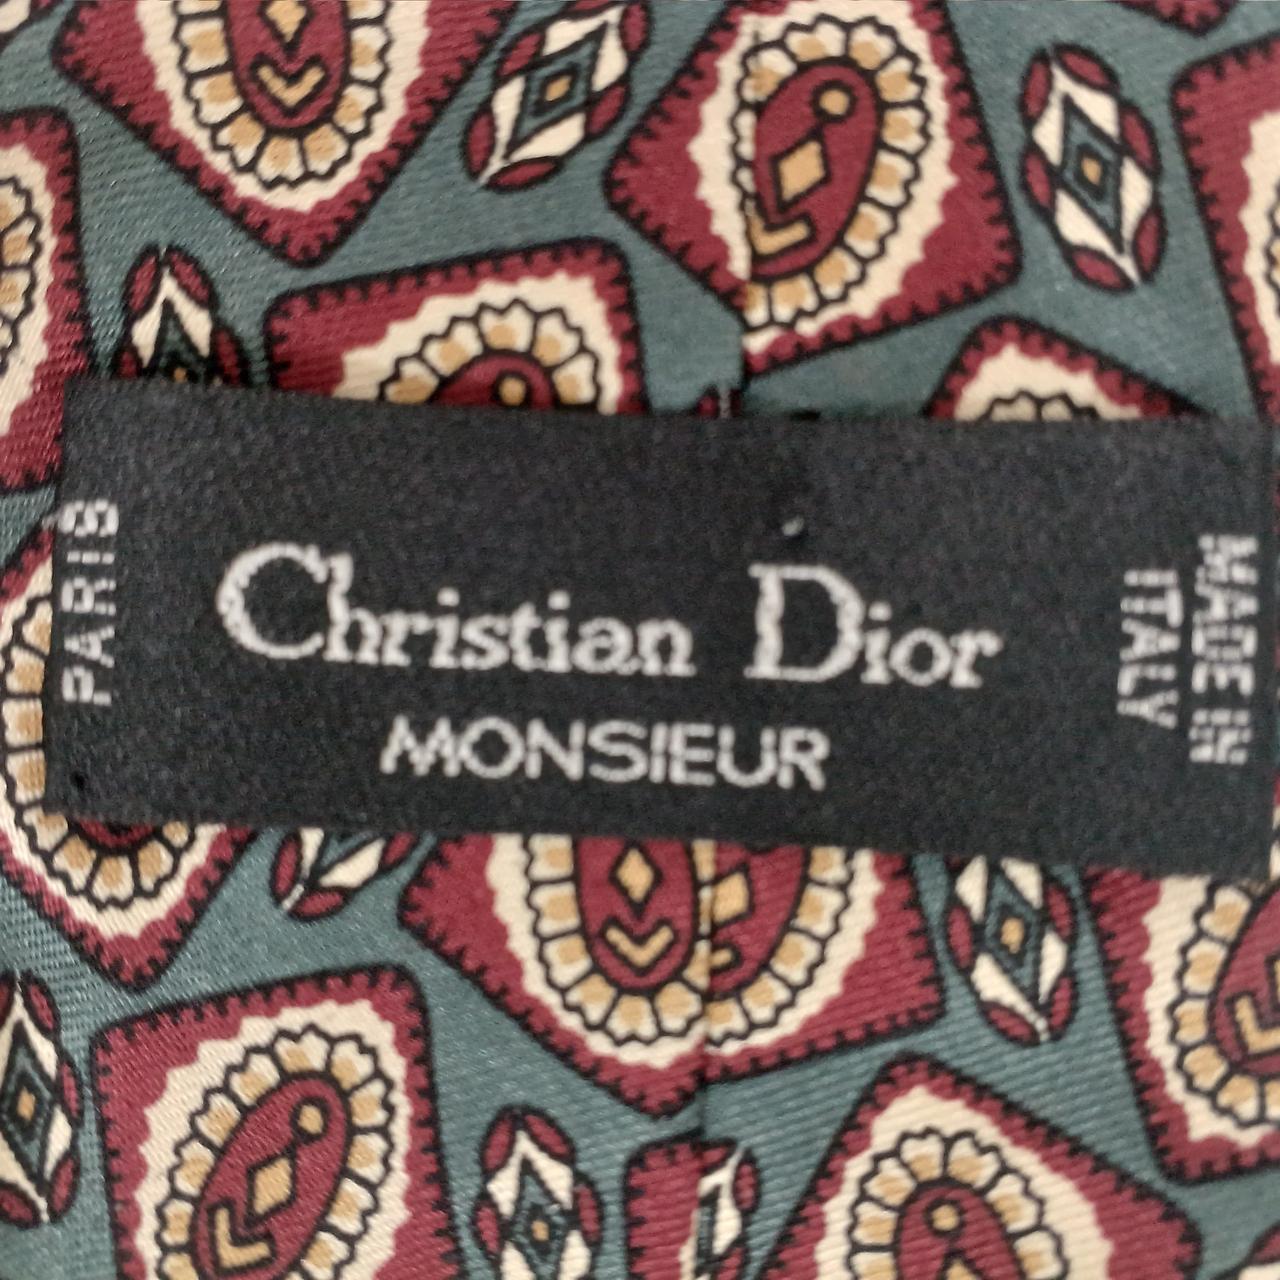 PARIS
Christian Dior
MONSIEUR
MADE IN
ITALY